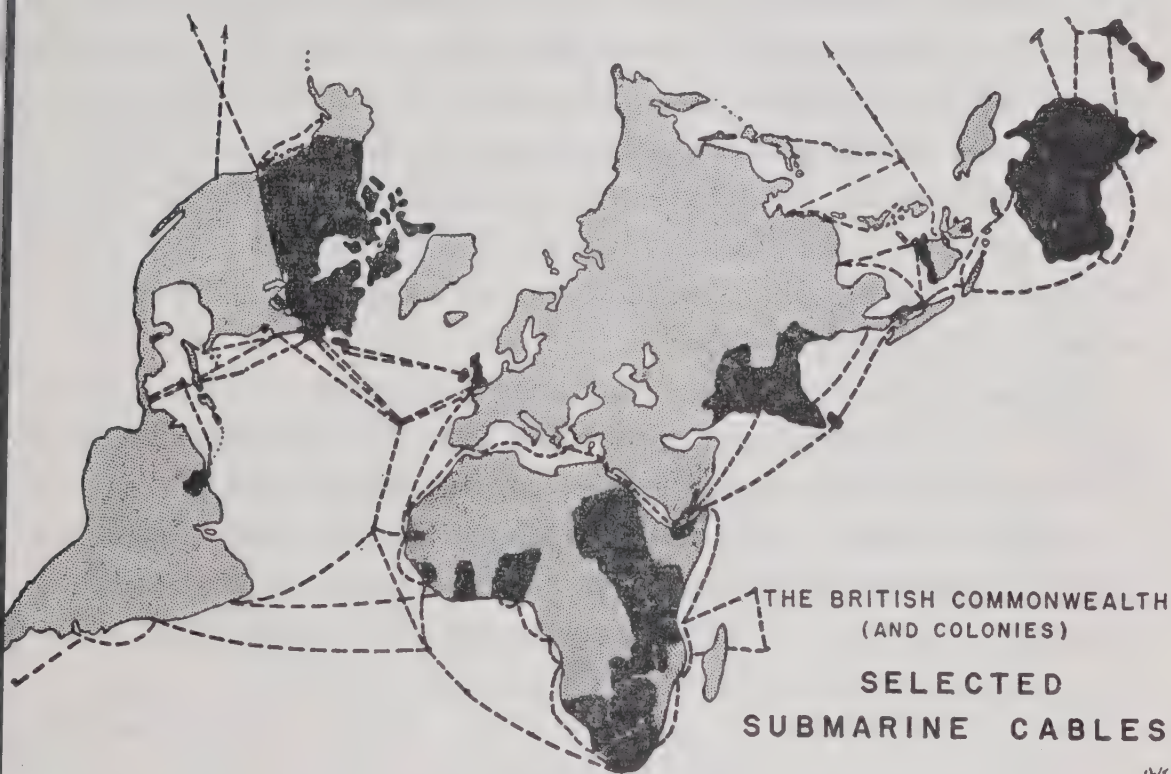 THE BRITISH COMMONWEALTH
(AND COLONIES)
SELECTED
SUBMARINE CABLES